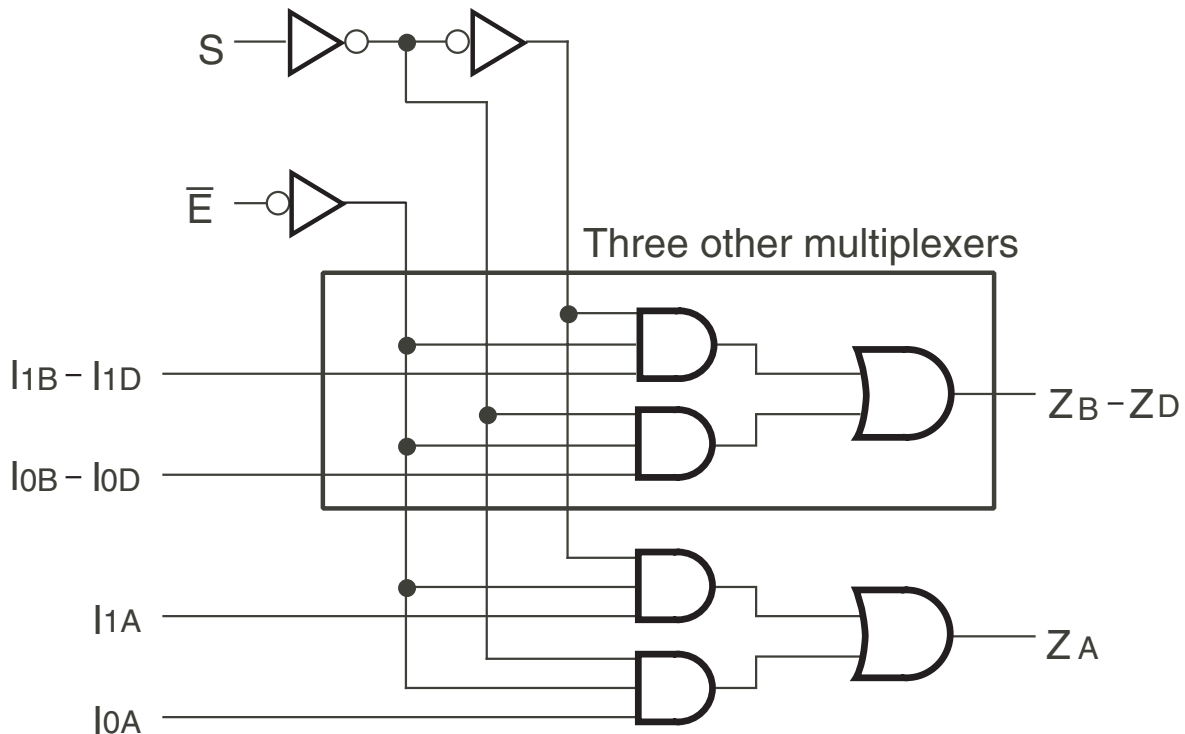 S
E̅
Three other multiplexers
I1B – I1D
ZB – ZD
I0B – I0D
I1A
ZA
I0A